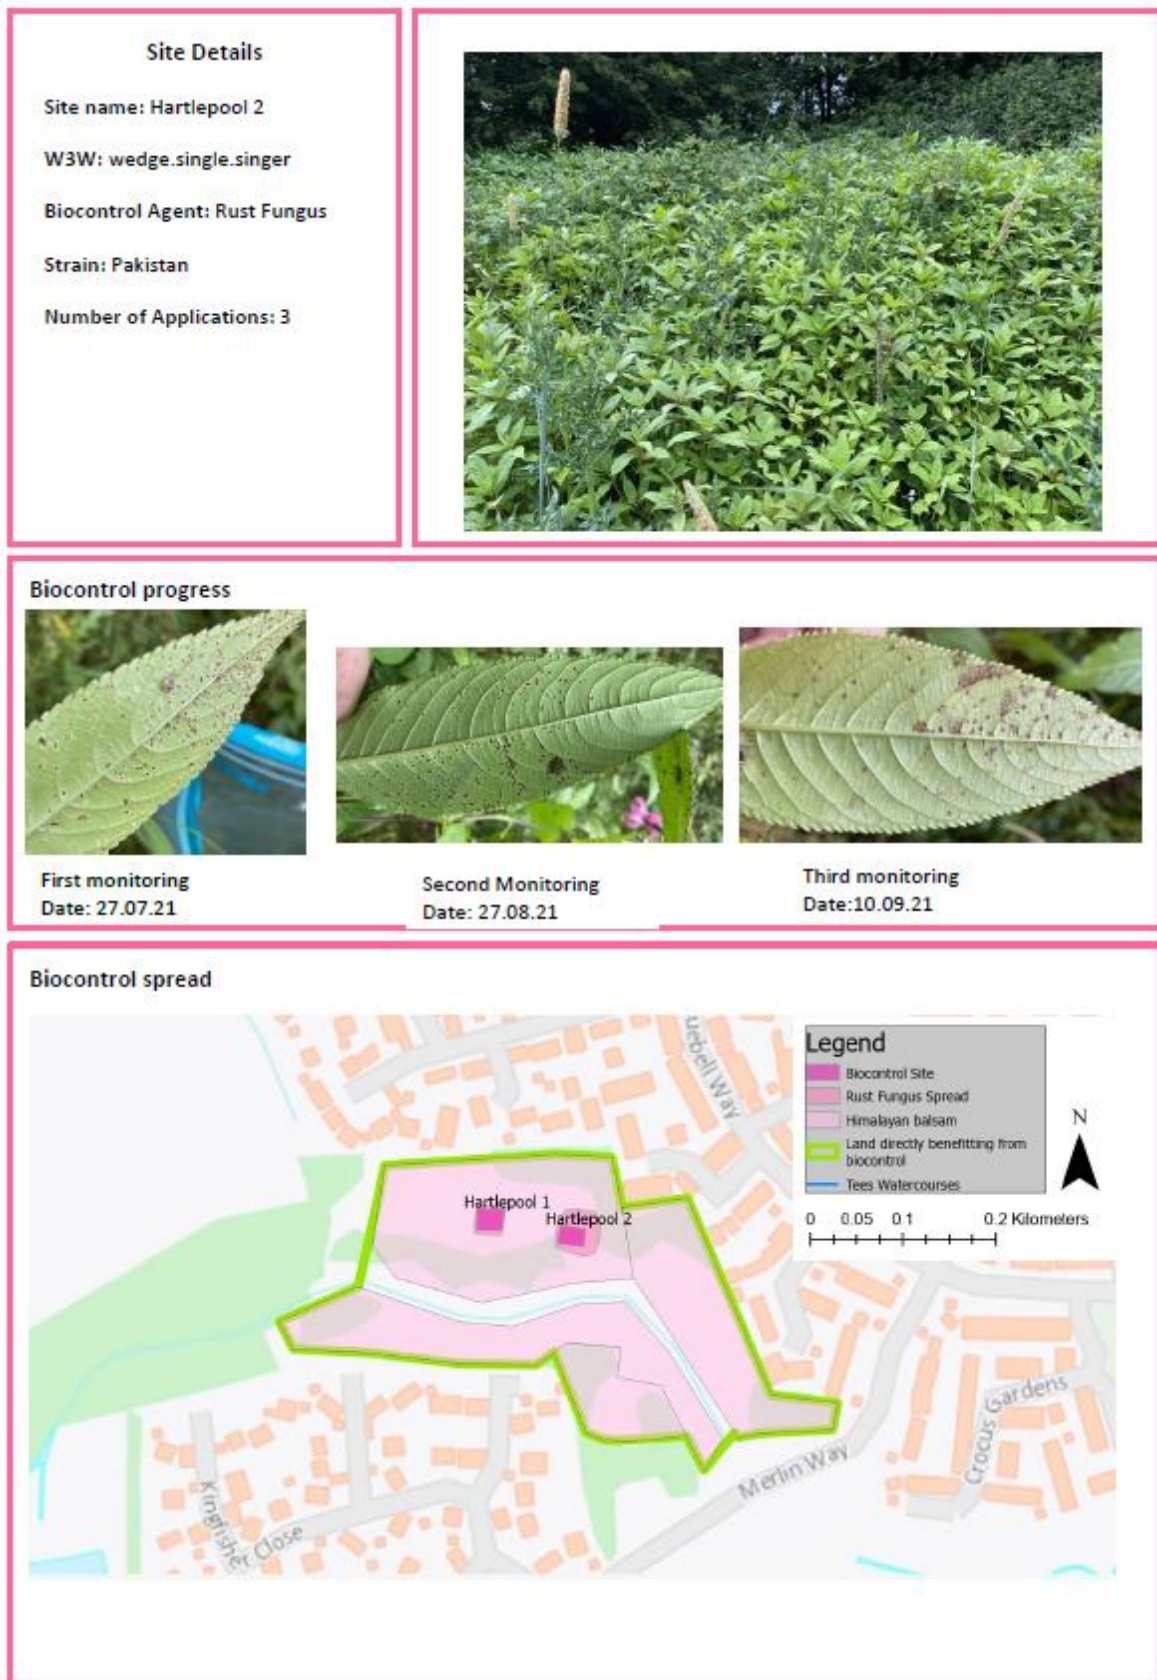 Site Details
Site name: Hartlepool 2
W3W: wedge.single.singer
Biocontrol Agent: Rust Fungus
Strain: Pakistan
Number of Applications: 3
Biocontrol progress
First monitoring
Date: 27.07.21
Second Monitoring
Date: 27.08.21
Third monitoring
Date:10.09.21
Biocontrol spread
uebell Way
Legend
Biocontrol Site
Rust Fungus Spread
Himalayan balsam
Land directly benefitting from
biocontrol
Tees Watercourses
N
0 0.05 0.1 0.2 Kilometers
Hartlepool 1
Hartlepool 2
Crocus Gardens
Merlin Way
Kingfisher Close